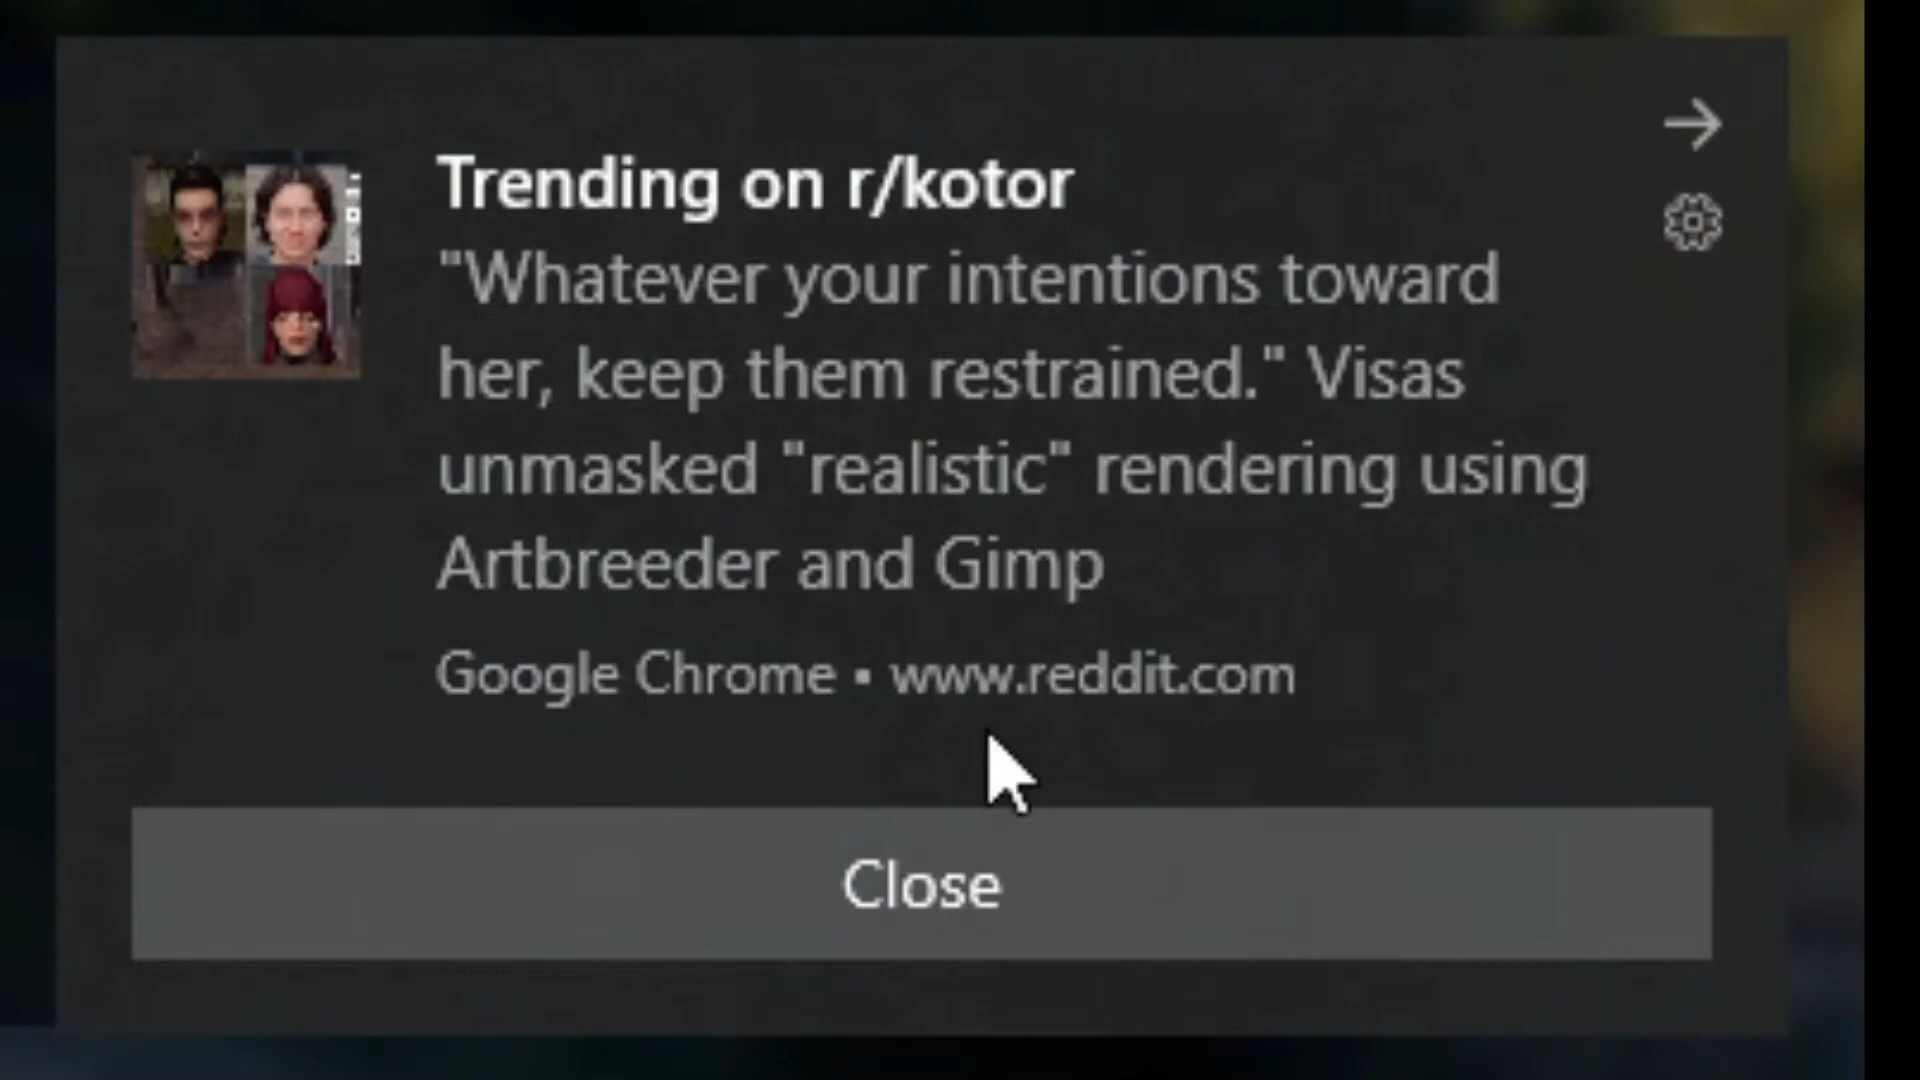 Trending on r/kotor
"Whatever your intentions toward
her, keep them restrained." Visas
unmasked "realistic" rendering using
Artbreeder and Gimp
Google Chrome • www.reddit.com
Close